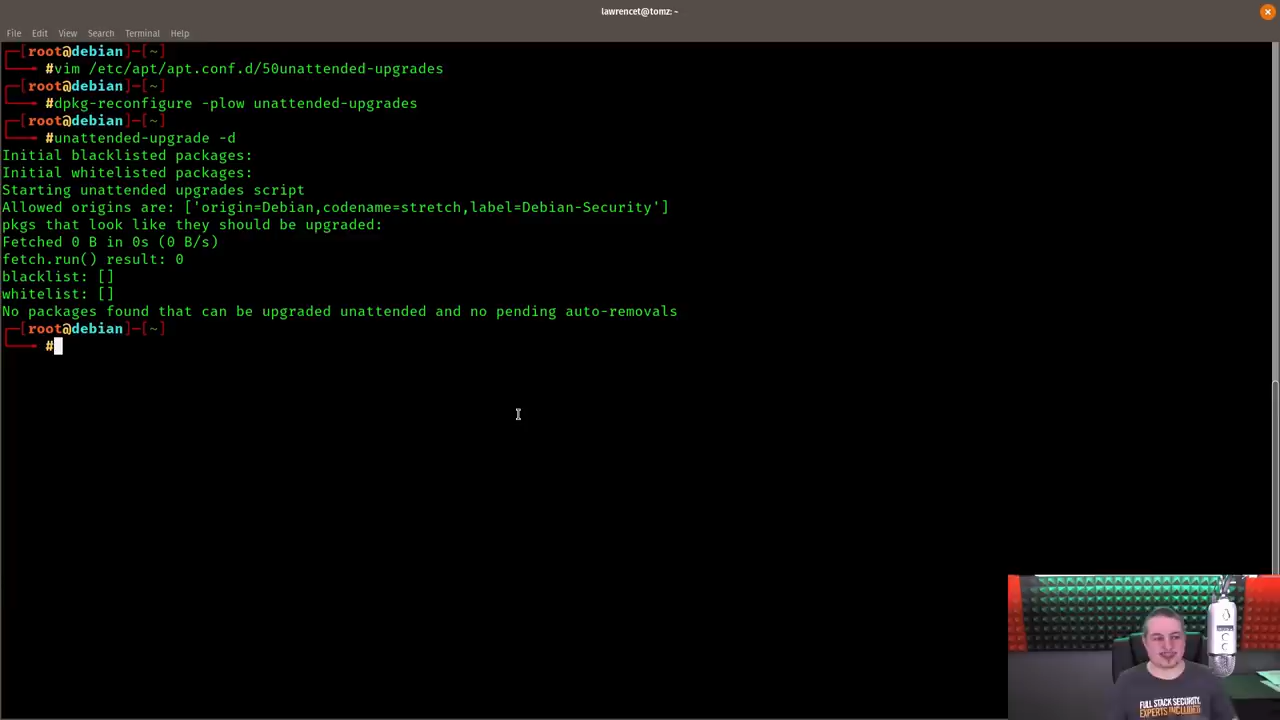 lawrencet@tomz: ~
File Edit View Search Terminal Help
┌─[root@debian]─[~]
└──╼ #vim /etc/apt/apt.conf.d/50unattended-upgrades
┌─[root@debian]─[~]
└──╼ #dpkg-reconfigure -plow unattended-upgrades
┌─[root@debian]─[~]
└──╼ #unattended-upgrade -d
Initial blacklisted packages:
Initial whitelisted packages:
Starting unattended upgrades script
Allowed origins are: ['origin=Debian,codename=stretch,label=Debian-Security']
pkgs that look like they should be upgraded:
Fetched 0 B in 0s (0 B/s)
fetch.run() result: 0
blacklist: []
whitelist: []
No packages found that can be upgraded unattended and no pending auto-removals
┌─[root@debian]─[~]
└──╼ #
FULL STACK SECURITY.
EXPERTS INCLUDED.